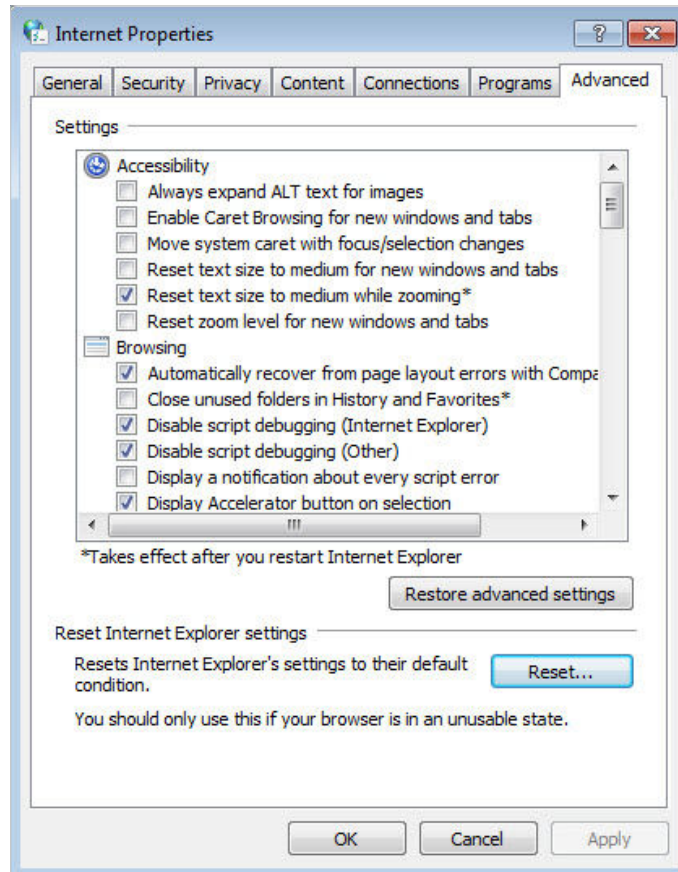 Internet Properties
General Security Privacy Content Connections Programs Advanced
Settings
Accessibility
Always expand ALT text for images
Enable Caret Browsing for new windows and tabs
Move system caret with focus/selection changes
Reset text size to medium for new windows and tabs
Reset text size to medium while zooming*
Reset zoom level for new windows and tabs
Browsing
Automatically recover from page layout errors with Compa
Close unused folders in History and Favorites*
Disable script debugging (Internet Explorer)
Disable script debugging (Other)
Display a notification about every script error
Display Accelerator button on selection
*Takes effect after you restart Internet Explorer
Restore advanced settings
Reset Internet Explorer settings
Resets Internet Explorer's settings to their default
condition.
Reset...
You should only use this if your browser is in an unusable state.
OK Cancel Apply